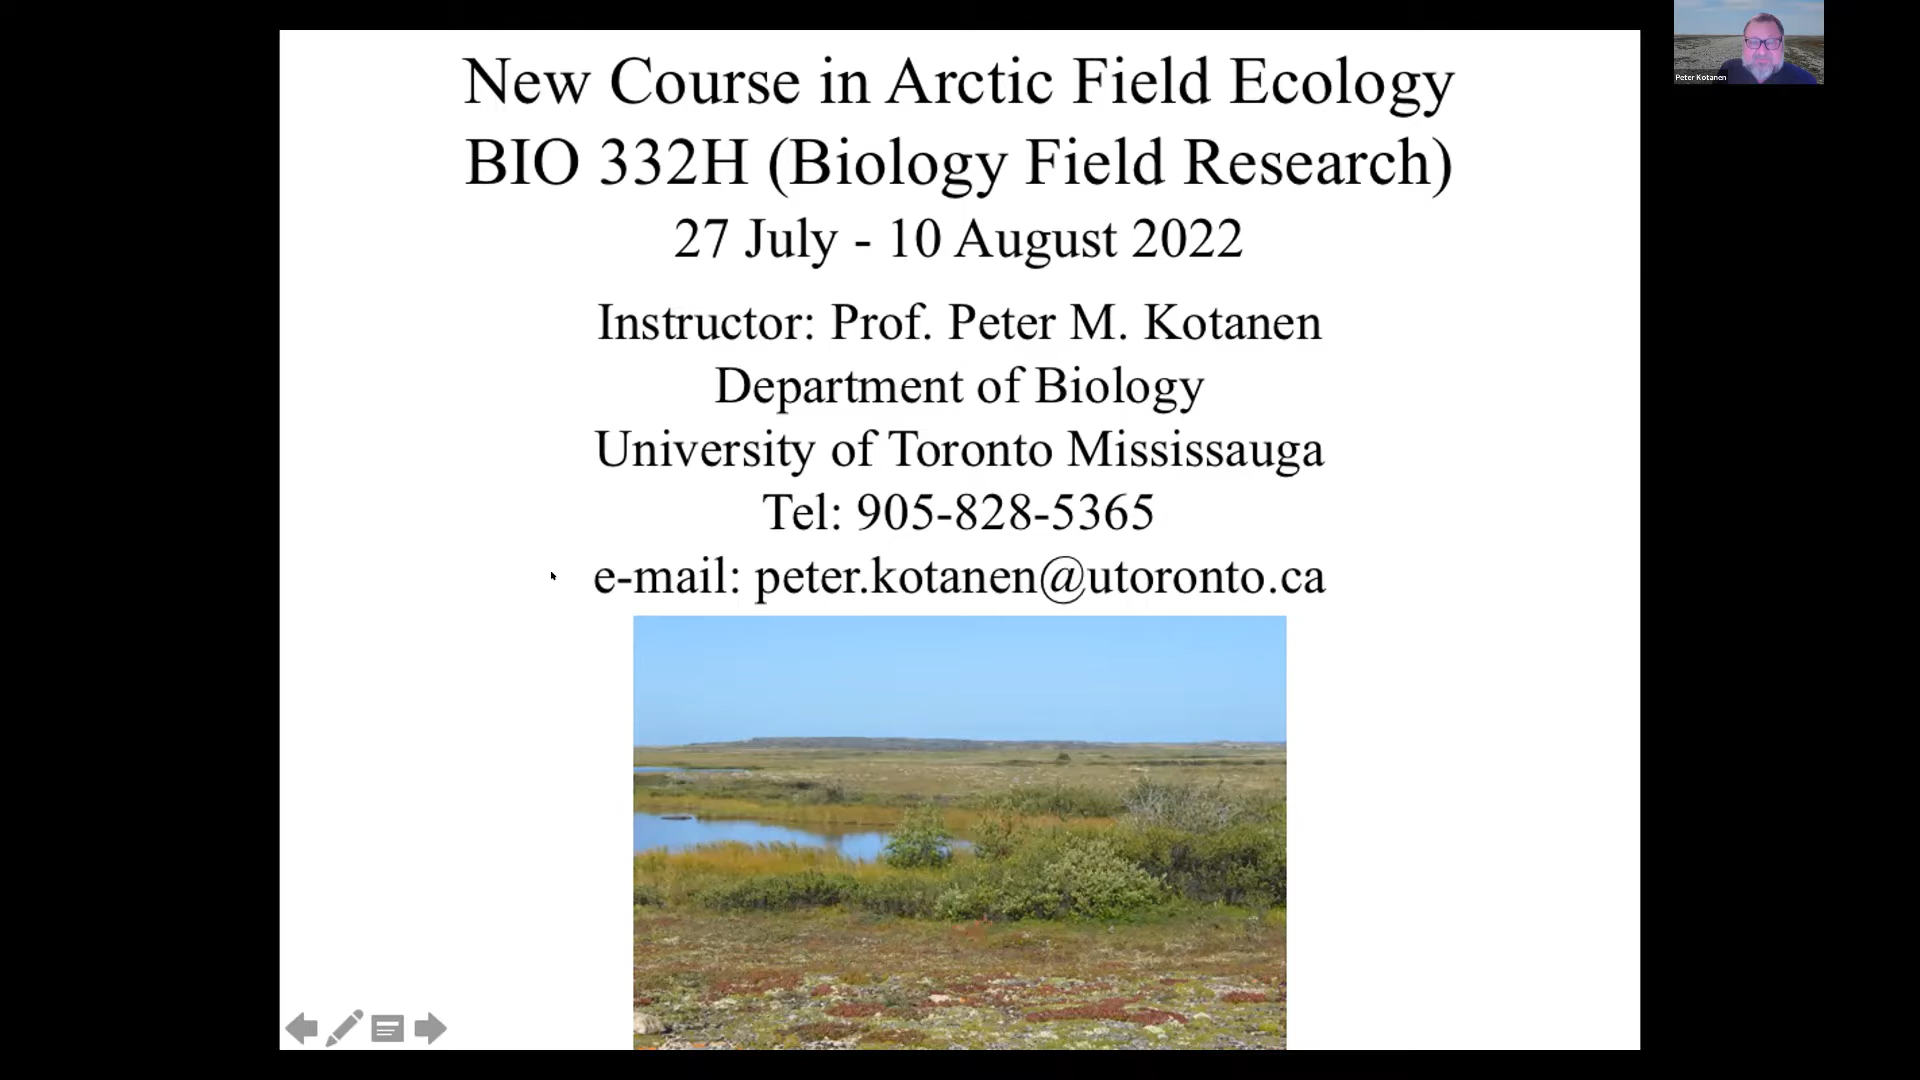 New Course in Arctic Field Ecology
BIO 332H (Biology Field Research)
27 July - 10 August 2022
Instructor: Prof. Peter M. Kotanen
Department of Biology
University of Toronto Mississauga
Tel: 905-828-5365
e-mail: peter.kotanen@utoronto.ca
Peter Kotanen